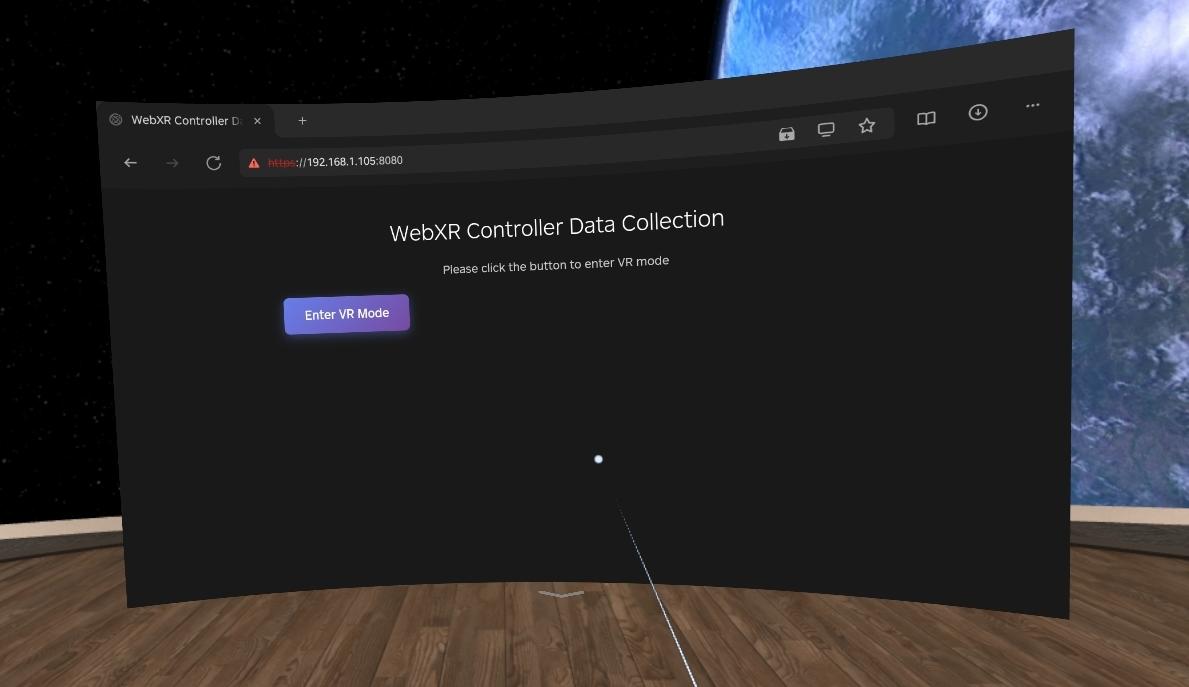 WebXR Controller D
https://192.168.1.105:8080
WebXR Controller Data Collection
Please click the button to enter VR mode
Enter VR Mode